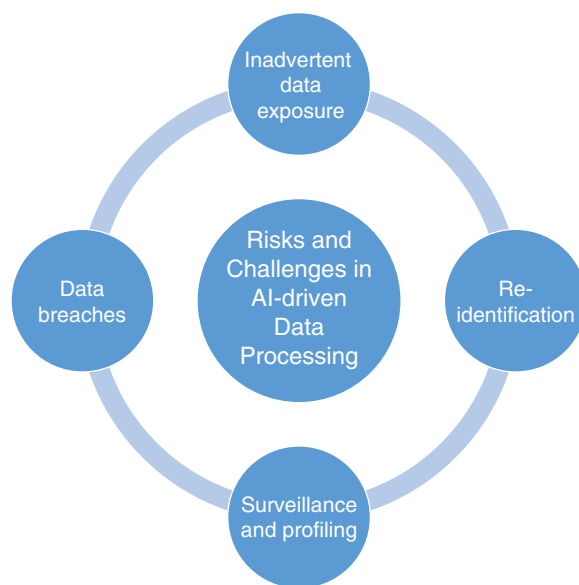 Inadvertent
data
exposure
Risks and
Challenges in
AI-driven
Data
Processing
Data
breaches
Re-
identification
Surveillance
and profiling